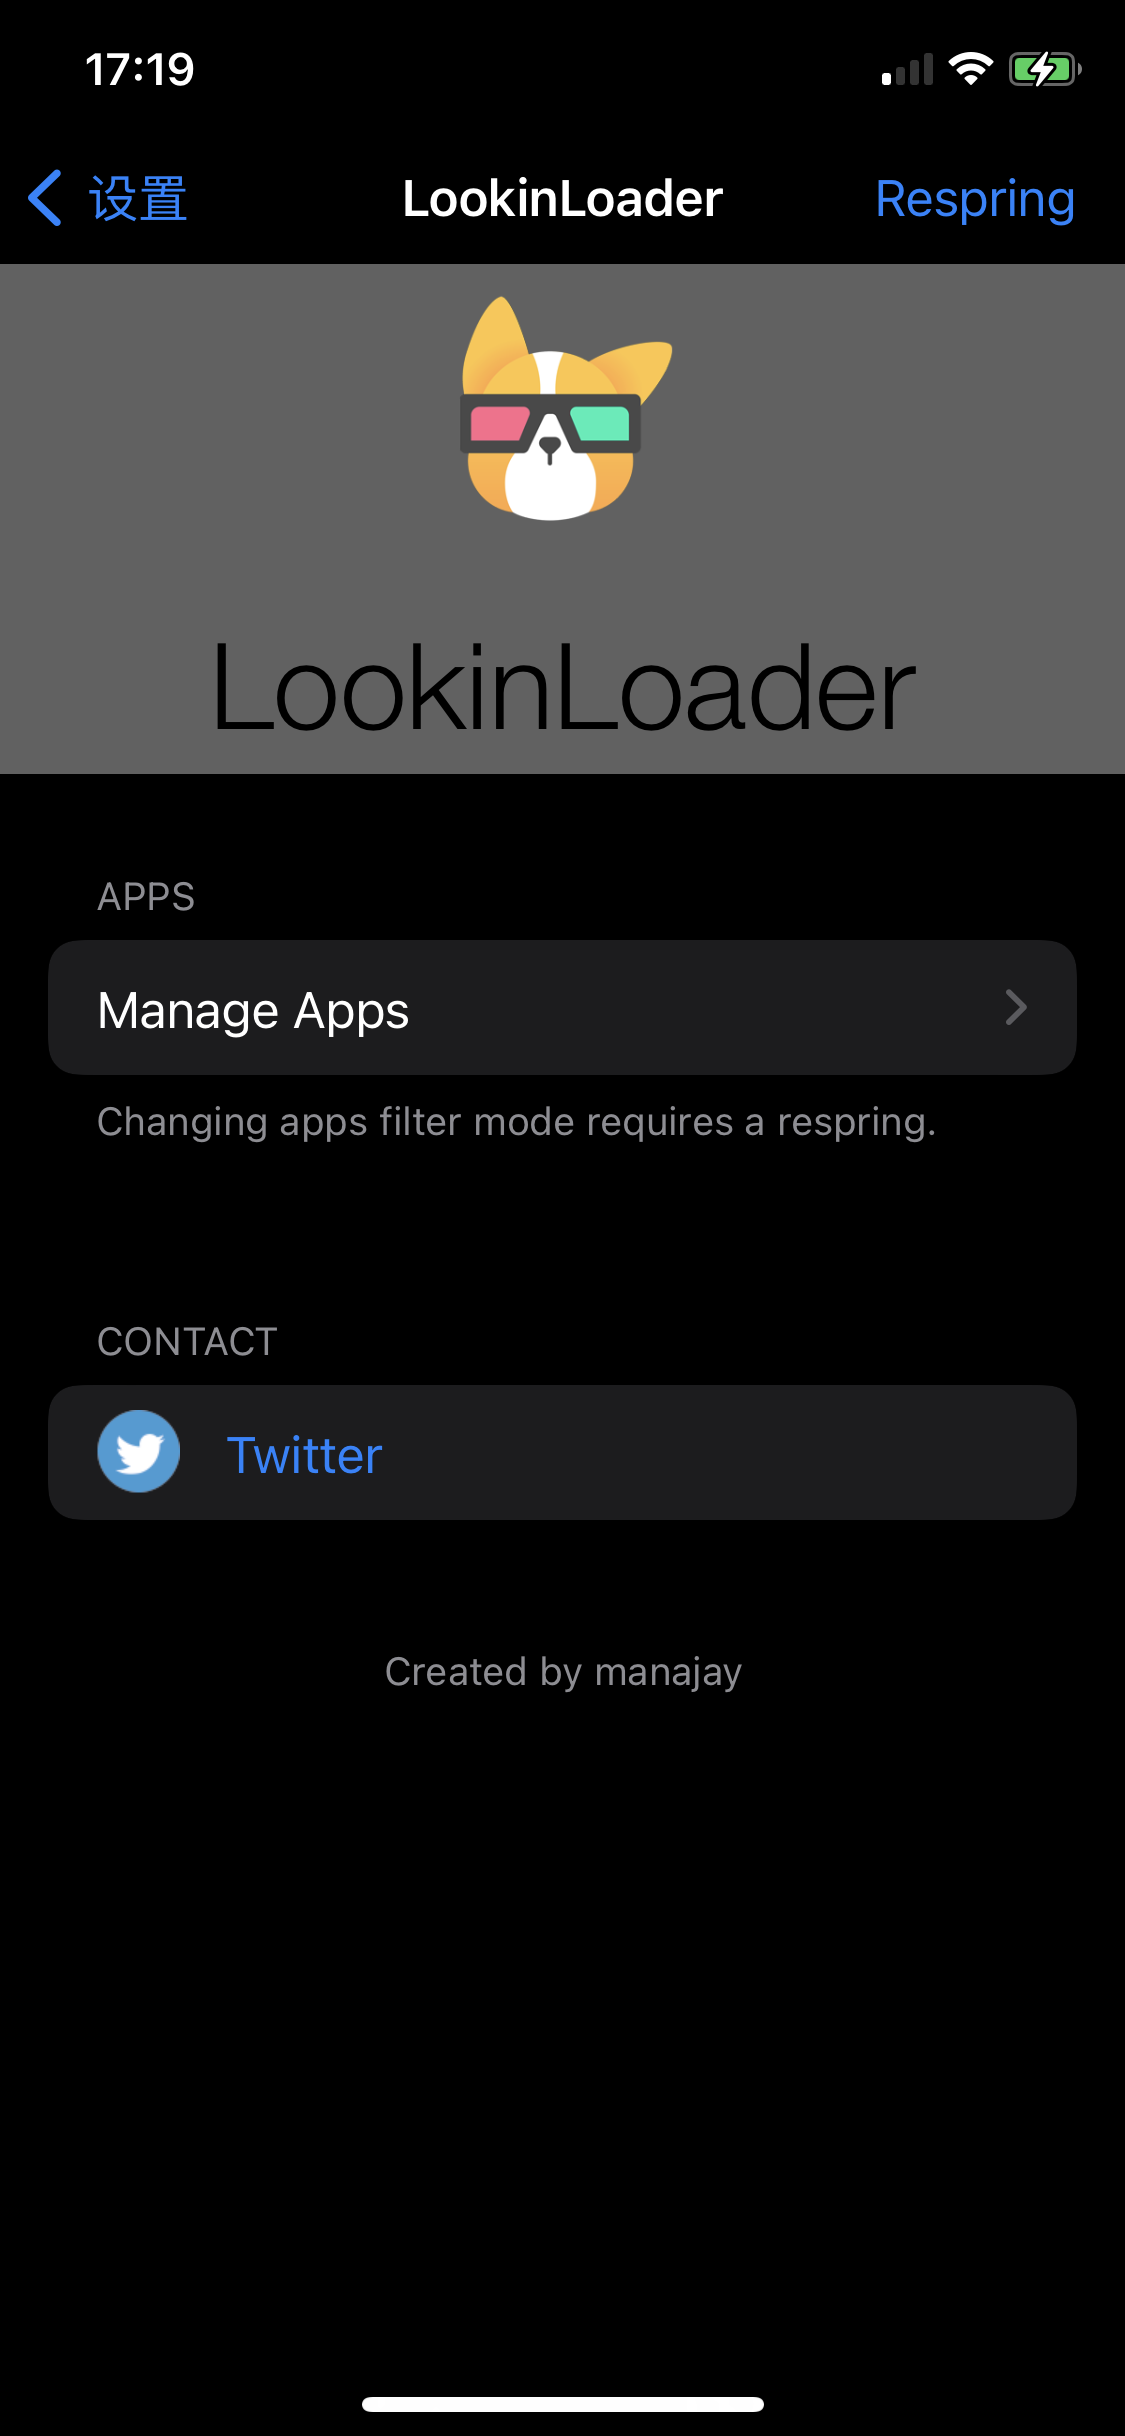 17:19
设置
LookinLoader
Respring
LookinLoader
APPS
Manage Apps
Changing apps filter mode requires a respring.
CONTACT
Twitter
Created by manajay